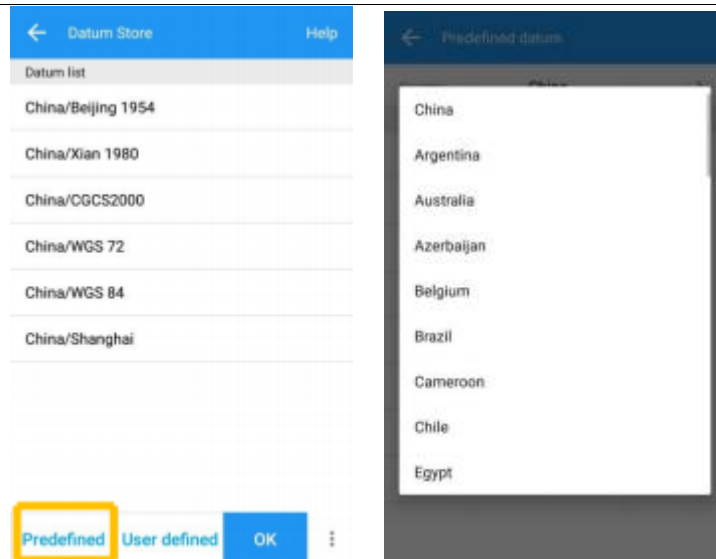 Datum Store
Help
Datum list
China/Beijing 1954
China/Xian 1980
China/CGCS2000
China/WGS 72
China/WGS 84
China/Shanghai
Predefined
User defined
OK
Predefined datum
China
China
Argentina
Australia
Azerbaijan
Belgium
Brazil
Cameroon
Chile
Egypt